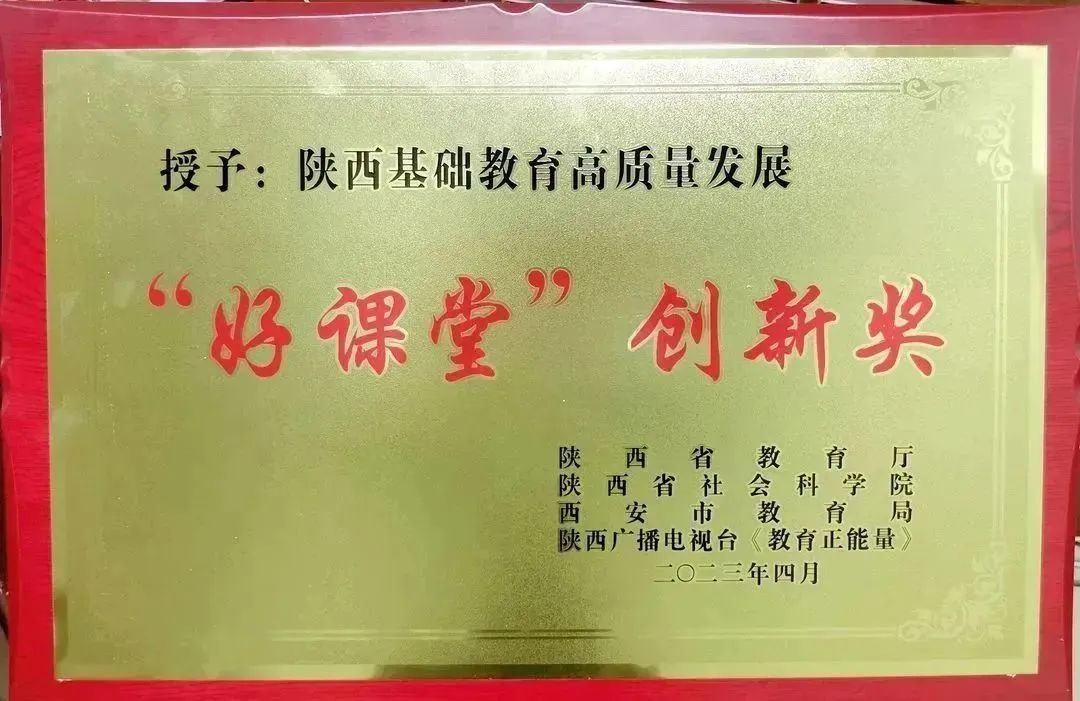 授予：陕西基础教育高质量发展
“好课堂”创新奖
陕西省教育厅
陕西省社会科学院
西安市教育局
陕西广播电视台《教育正能量》
二〇二三年四月